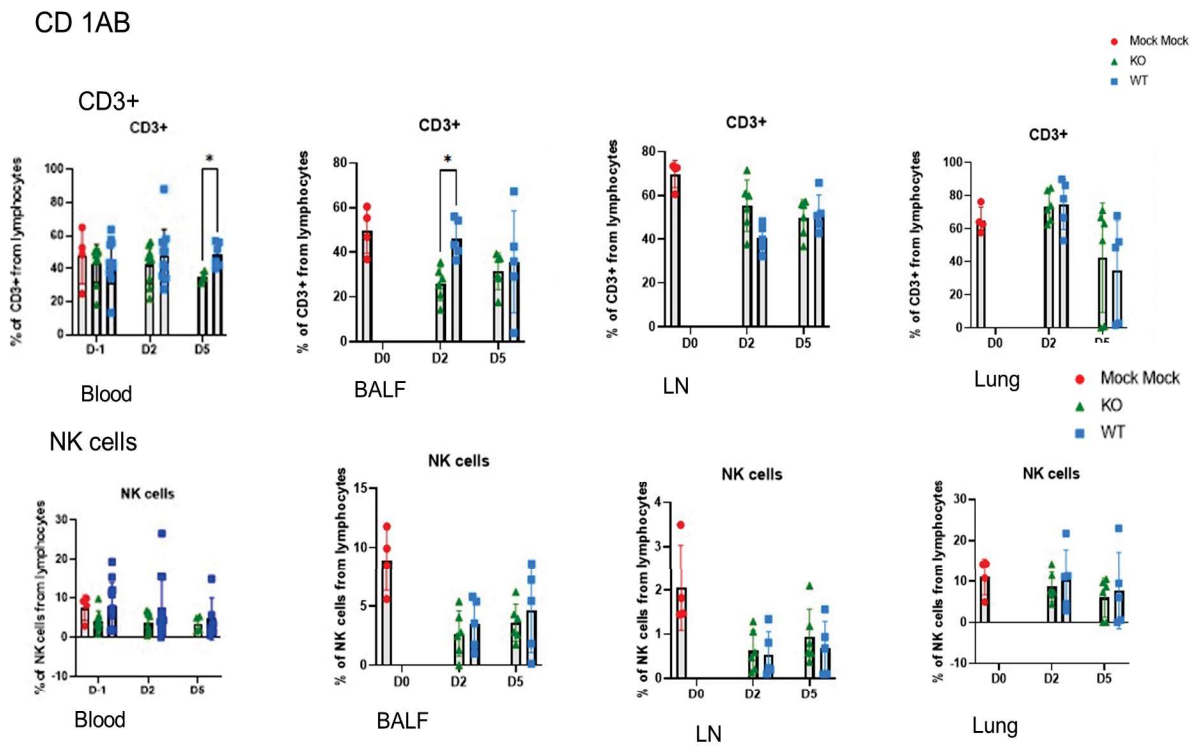 CD 1AB
Mock Mock
KO
WT
CD3+
CD3+
% of CD3+ from lymphocytes
100
80
60
40
20
0
*
D-1
D2
D5
Blood
CD3+
% of CD3+ from lymphocytes
80
60
40
20
0
*
D0
D2
D5
BALF
CD3+
% of CD3+ from lymphocytes
80
60
40
20
0
D0
D2
D5
LN
CD3+
% of CD3+ from lymphocytes
100
80
60
40
20
0
D0
D2
D5
Lung
Mock Mock
KO
WT
NK cells
NK cells
% of NK cells from lymphocytes
30
20
10
0
-10
D-1
D2
D5
Blood
NK cells
% of NK cells from lymphocytes
15
10
5
0
D0
D2
D5
BALF
NK cells
% of NK cells from lymphocytes
4
3
2
1
0
D0
D2
D5
LN
NK cells
% of NK cells from lymphocytes
30
20
10
0
-10
D0
D2
D5
Lung